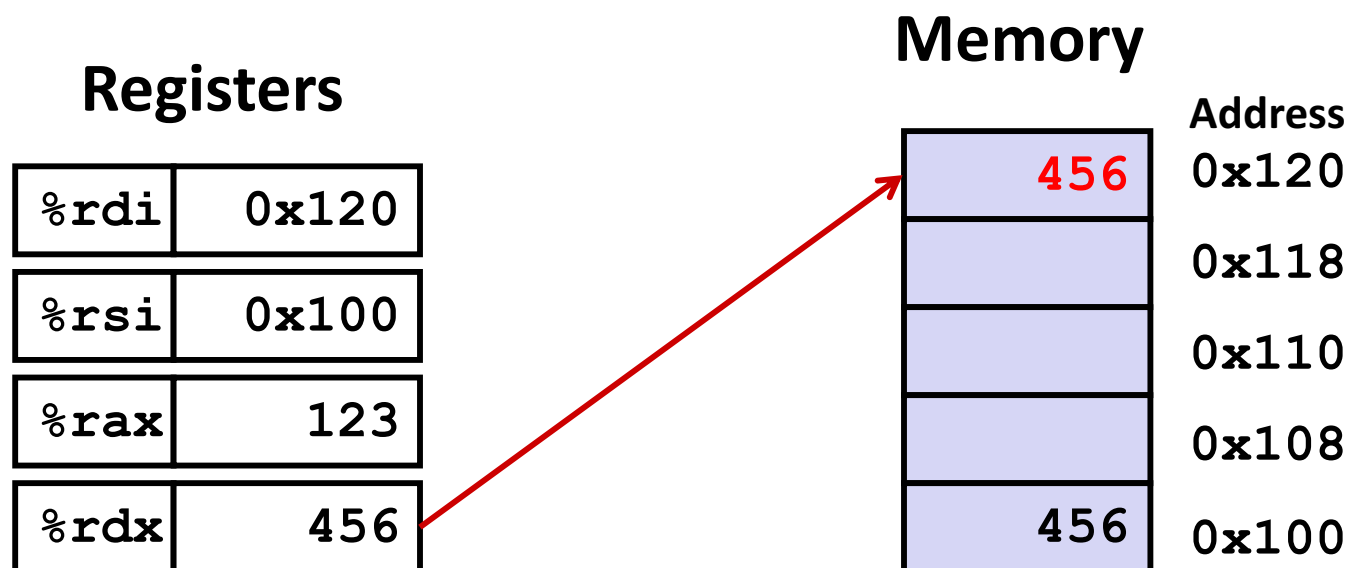 Registers
%rdi 0x120
%rsi 0x100
%rax 123
%rdx 456
Memory
Address
456 0x120
0x118
0x110
0x108
456 0x100